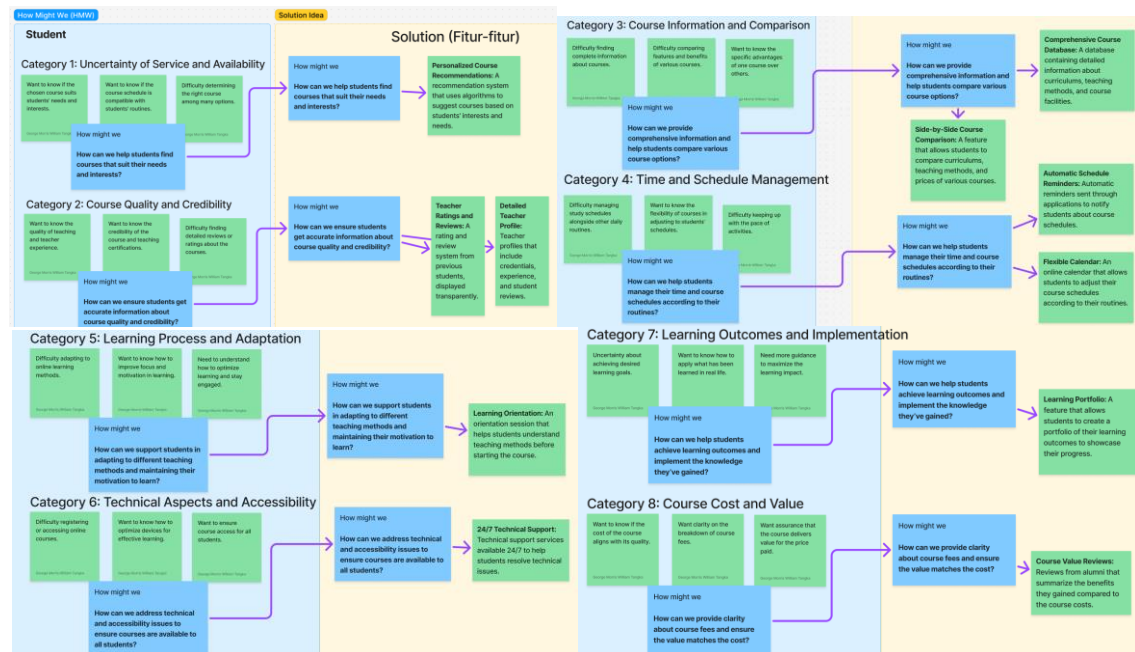 How Might We (HMW)
Solution Idea
Student
Solution (Fitur-fitur)
Category 1: Uncertainty of Service and Availability
Want to know if the
chosen course suits
students' needs and
interests.
Want to know if the
course schedule is
compatible with
students' routines.
Difficulty determining
the right course
among many options.
How might we
How can we help students find
courses that suit their needs
and interests?
How might we
How can we help students find
courses that suit their needs
and interests?
Personalized Course
Recommendations: A
recommendation system
that uses algorithms to
suggest courses based on
students' interests and
needs.
Category 2: Course Quality and Credibility
Want to know the
quality of teaching
and teacher
experience.
Want to know the
credibility of the
course and teaching
certifications.
Difficulty finding
detailed reviews or
ratings about the
courses.
How might we
How can we ensure students get
accurate information about
course quality and credibility?
How might we
How can we ensure students
get accurate information about
course quality and credibility?
Teacher
Ratings and
Reviews: A
rating and
review
system from
previous
students,
displayed
transparently.
Detailed
Teacher
Profile:
Teacher
profiles that
include
credentials,
experience,
and student
reviews.
Category 3: Course Information and Comparison
Difficulty finding
complete information
about courses.
Difficulty comparing
features and benefits
of various courses.
Want to know the
specific advantages
of one course over
others.
How might we
How can we provide
comprehensive information and
help students compare various
course options?
How might we
How can we provide
comprehensive information and
help students compare various
course options?
Comprehensive Course
Database: A database
containing detailed
information about
curriculums, teaching
methods, and course
facilities.
Side-by-Side Course
Comparison: A feature
that allows students to
compare curriculums,
teaching methods, and
prices of various courses.
Category 4: Time and Schedule Management
Difficulty managing
study schedules
alongside other daily
routines.
Want to know the
flexibility of courses in
adjusting to students'
schedules.
Difficulty keeping up
with the pace of
activities.
How might we
How can we help students
manage their time and course
schedules according to their
routines?
How might we
How can we help students
manage their time and course
schedules according to their
routines?
Automatic Schedule
Reminders: Automatic
reminders sent through
applications to notify
students about course
schedules.
Flexible Calendar: An
online calendar that allows
students to adjust their
course schedules
according to their routines.
Category 5: Learning Process and Adaptation
Difficulty adapting to
online learning
methods.
Want to know how to
improve focus and
motivation in learning.
Need to understand
how to optimize
learning and stay
engaged.
How might we
How can we support students in
adapting to different teaching
methods and maintaining their
motivation to learn?
How might we
How can we support students
in adapting to different
teaching methods and
maintaining their motivation to
learn?
Learning Orientation: An
orientation session that
helps students understand
teaching methods before
starting the course.
Category 6: Technical Aspects and Accessibility
Difficulty registering
or accessing online
courses.
Want to know how to
optimize devices for
effective learning.
Want to ensure
course access for all
students.
How might we
How can we address technical
and accessibility issues to
ensure courses are available to
all students?
How might we
How can we address technical
and accessibility issues to
ensure courses are available to
all students?
24/7 Technical Support:
Technical support services
available 24/7 to help
students resolve technical
issues.
Category 7: Learning Outcomes and Implementation
Uncertainty about
achieving desired
learning goals.
Want to know how to
apply what has been
learned in real life.
Need more guidance
to maximize the
learning impact.
How might we
How can we help students
achieve learning outcomes and
implement the knowledge
they've gained?
How might we
How can we help students
achieve learning outcomes
and implement the knowledge
they've gained?
Learning Portfolio: A
feature that allows
students to create a
portfolio of their learning
outcomes to showcase
their progress.
Category 8: Course Cost and Value
Want to know if the
cost of the course
aligns with its quality.
Want clarity on the
breakdown of course
fees.
Want assurance that
the course delivers
value for the price
paid.
How might we
How can we provide clarity
about course fees and ensure
the value matches the cost?
How might we
How can we provide clarity
about course fees and ensure
the value matches the cost?
Course Value Reviews:
Reviews from alumni that
summarize the benefits
they gained compared to
the course costs.